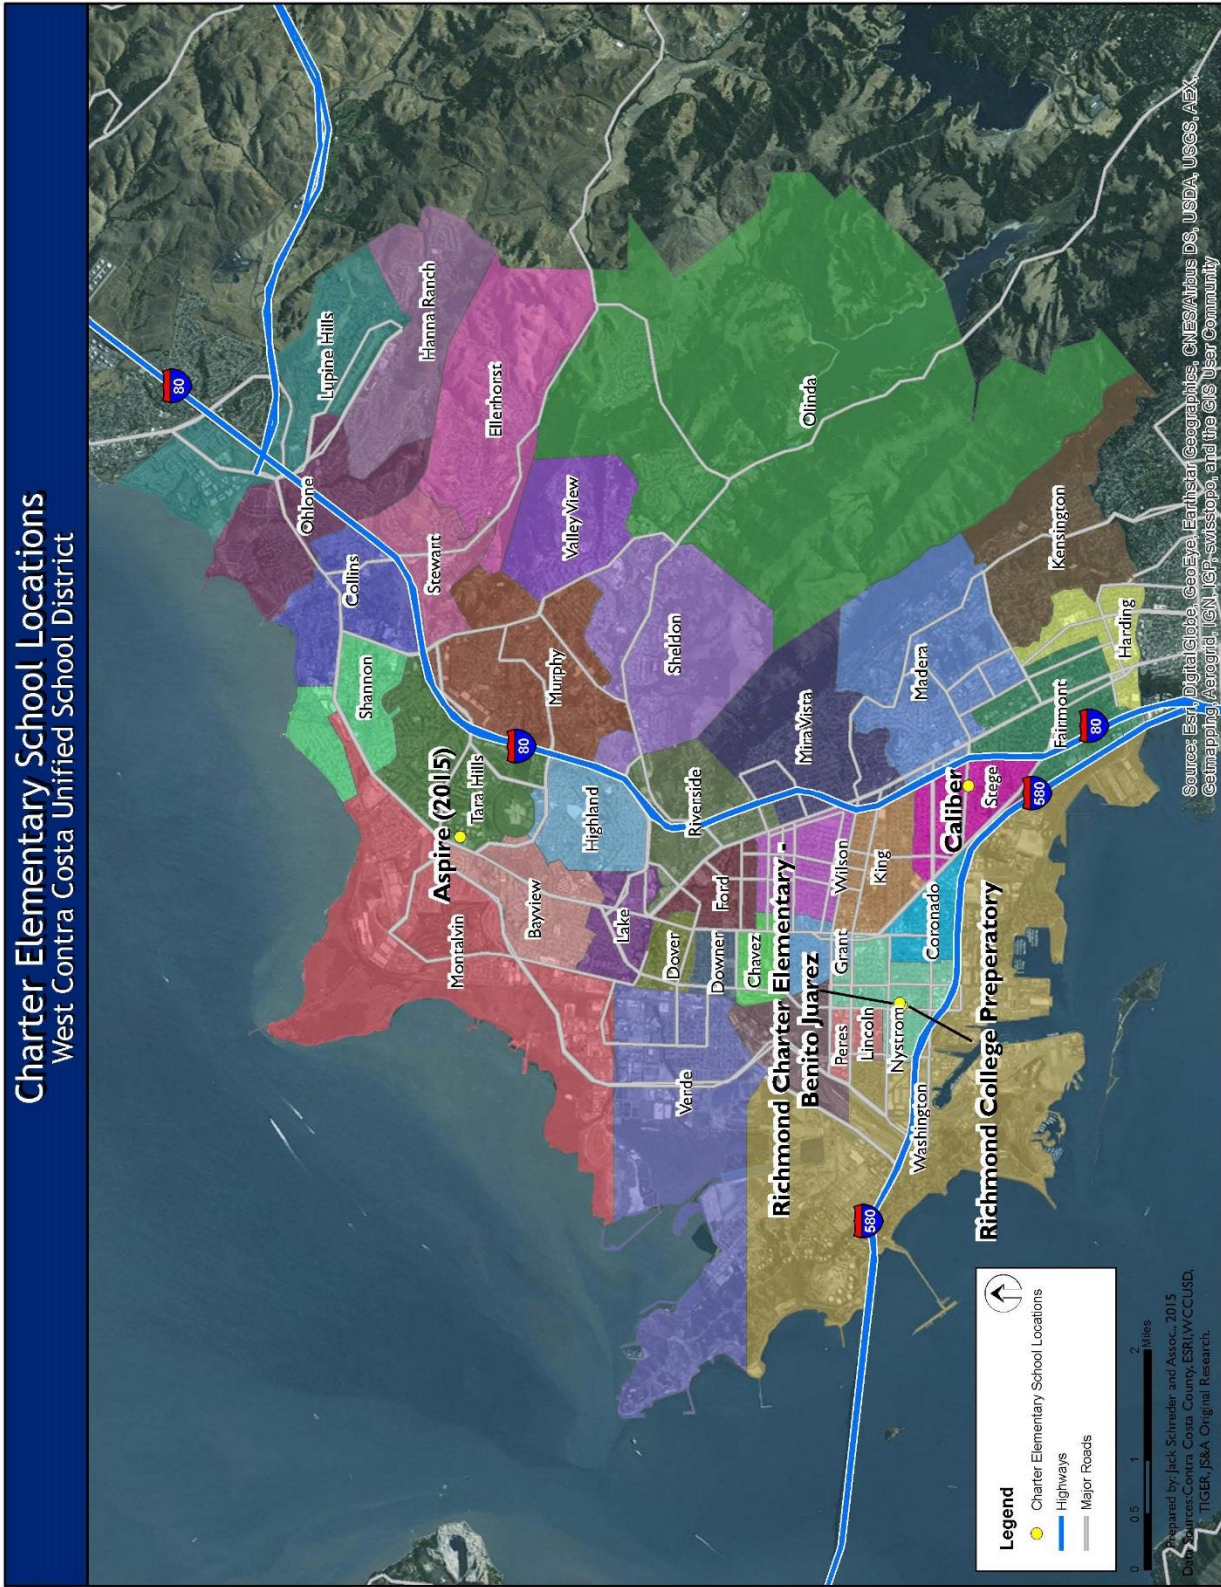 Charter Elementary School Locations
West Contra Costa Unified School District
80
Lupine Hills
Hanna Ranch
Ohlone
Ellerhorst
Collins
Stewart
Valley View
Shannon
Murphy
Olinda
Sheldon
Aspire (2015)
Tara Hills
80
Highland
Montalvin
Bayview
Riverside
Mira Vista
Madera
Kensington
Harding
Lake
Ford
Dover
Downer
Chavez
Wilson
King
Fairmont
80
Caliber
Stege
580
Verde
Richmond Charter Elementary -
Benito Juarez
Grant
Coronado
Peres
Lincoln
Nystrom
Washington
Richmond College Preperatory
580
Legend
Charter Elementary School Locations
Highways
Major Roads
0 0.5 1 2
Miles
Prepared by: Jack Schreder and Assoc., 2015
Data Sources:Contra Costa County, ESRI,WCCUSD,
TIGER, JS&A Original Research.
Source: Esri, DigitalGlobe, GeoEye, Earthstar Geographics, CNES/Airbus DS, USDA, USGS, AEX,
Getmapping, Aerogrid, IGN, IGP, swisstopo, and the GIS User Community